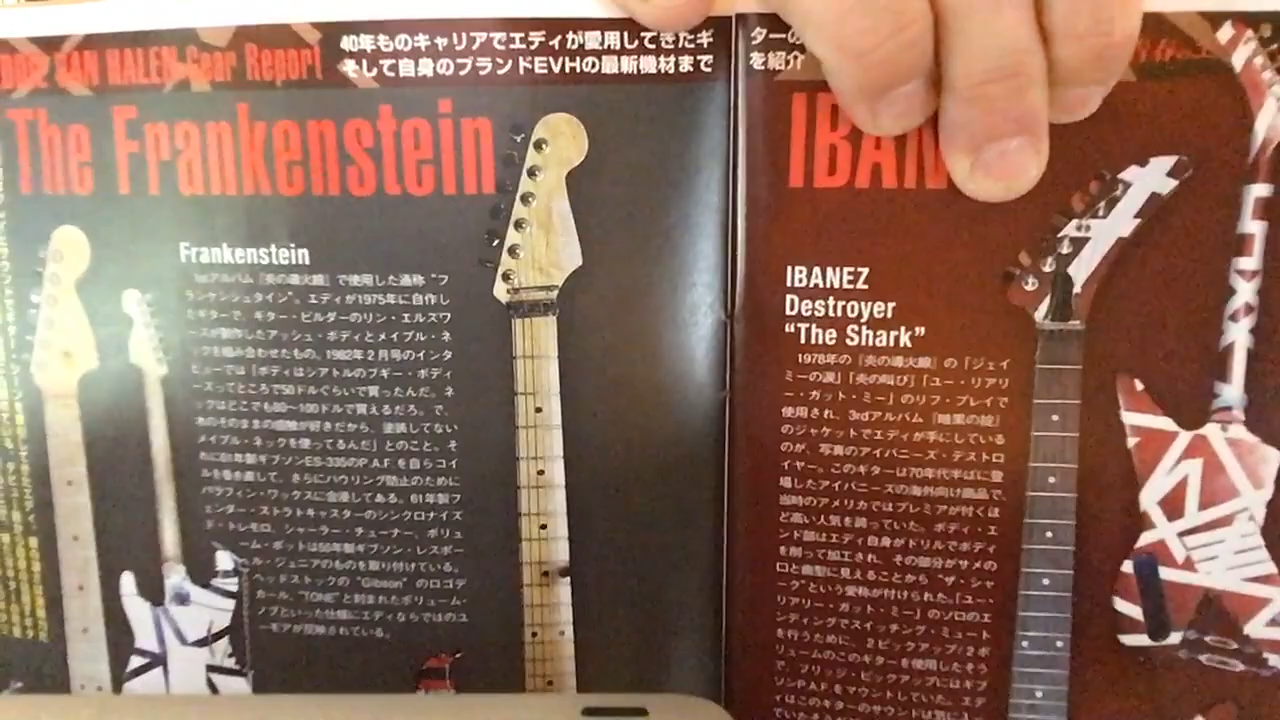 VAN HALEN Gear Report
40年ものキャリアでエディが愛用してきたギ
そして自身のブランドEVHの最新機材まで
ターの
を紹介
The Frankenstein
IBAN
Frankenstein
1stアルバム『炎の導火線』で使用した通称“フ
ランケンシュタイン”。エディが1975年に自作し
たギターで、ギター・ビルダーのリン・エルスワ
ースが製作したアッシュ・ボディとメイプル・ネ
ックを組み合わせたもの。1982年2月号のインタ
ビューでは「ボディはシアトルのブギー・ボディ
ーズってところで50ドルぐらいで買ったんだ。ネ
ックはどこでも80〜100ドルで買えるだろ。で、
木のそのままの感触が好きだから、塗装してない
メイプル・ネックを使ってるんだ」とのこと。そ
れに61年製ギブソンES-335のP.A.F.を自らコイ
ルを巻き直して、さらにハウリング防止のために
パラフィン・ワックスに含浸してある。61年製フ
ェンダー・ストラトキャスターのシンクロナイズ
ド・トレモロ、シャーラー・チューナー、ボリュ
ーム・ポットは56年製ギブソン・レスポー
ル・ジュニアのものを取り付けている。
ヘッドストックの“Gibson”のロゴデ
カール、“TONE”と刻まれたボリューム・
ノブといった仕様にエディならではのユ
ーモアが反映されている。
IBANEZ
Destroyer
“The Shark”
1978年の『炎の導火線』の「ジェイ
ミーの涙」「炎の叫び」「ユー・リアリ
ー・ガット・ミー」のリフ・プレイで
使用され、3rdアルバム『暗黒の掟』
のジャケットでエディが手にしている
のが、写真のアイバニーズ・デストロ
イヤー。このギターは70年代半ばに登
場したアイバニーズの海外向け商品で、
当時のアメリカではプレミアが付くほ
ど高い人気を誇っていた。ボディ・エ
ンド部はエディ自身がドリルでボディ
を削って加工され、その部分がサメの
口と歯型に見えることから“ザ・シャ
ーク”という愛称が付けられた。「ユー・
リアリー・ガット・ミー」のソロのエ
ンディングでスイッチング・ミュート
を行うために、2ピックアップ/2ボ
リュームのこのギターを使用したそう
で、ブリッジ・ピックアップにはギブ
ソンP.A.F.をマウントしていた。エデ
ィはこのギターのサウンドは気に入っ